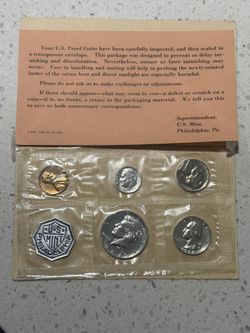 Your U.S. Proof Coins have been carefully inspected, and then sealed in
a transparent envelope. This package was designed to prevent or delay tar-
nishing and discoloration. Nevertheless, sooner or later tarnishing may
occur. Care in handling and storing will help to prolong the newly-minted
luster of the coins; heat and direct sunlight are especially harmful.
Please do not ask us to make exchanges or adjustments.
If there should appear—what may seem to you—a defect or scratch on a
coin—it is, no doubt, a crease in the packaging material. We tell you this
to save us both unnecessary correspondence.
Superintendent,
U.S. Mint,
Philadelphia, Pa.
U.S.
MINT